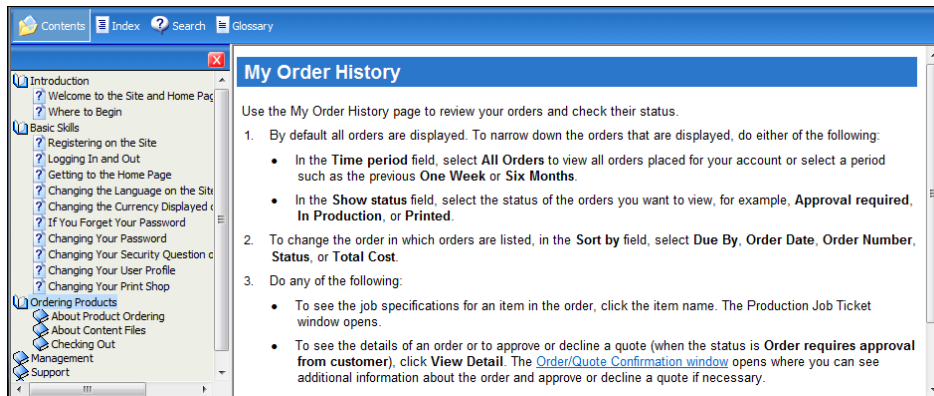 Contents Index Search Glossary
Introduction
Welcome to the Site and Home Pag
Where to Begin
Basic Skills
Registering on the Site
Logging In and Out
Getting to the Home Page
Changing the Language on the Site
Changing the Currency Displayed
If You Forget Your Password
Changing Your Password
Changing Your Security Question
Changing Your User Profile
Changing Your Print Shop
Ordering Products
About Product Ordering
About Content Files
Checking Out
Management
Support
My Order History
Use the My Order History page to review your orders and check their status.
1. By default all orders are displayed. To narrow down the orders that are displayed, do either of the following:
• In the Time period field, select All Orders to view all orders placed for your account or select a period
such as the previous One Week or Six Months.
• In the Show status field, select the status of the orders you want to view, for example, Approval required,
In Production, or Printed.
2. To change the order in which orders are listed, in the Sort by field, select Due By, Order Date, Order Number,
Status, or Total Cost.
3. Do any of the following:
• To see the job specifications for an item in the order, click the item name. The Production Job Ticket
window opens.
• To see the details of an order or to approve or decline a quote (when the status is Order requires approval
from customer), click View Detail. The Order/Quote Confirmation window opens where you can see
additional information about the order and approve or decline a quote if necessary.